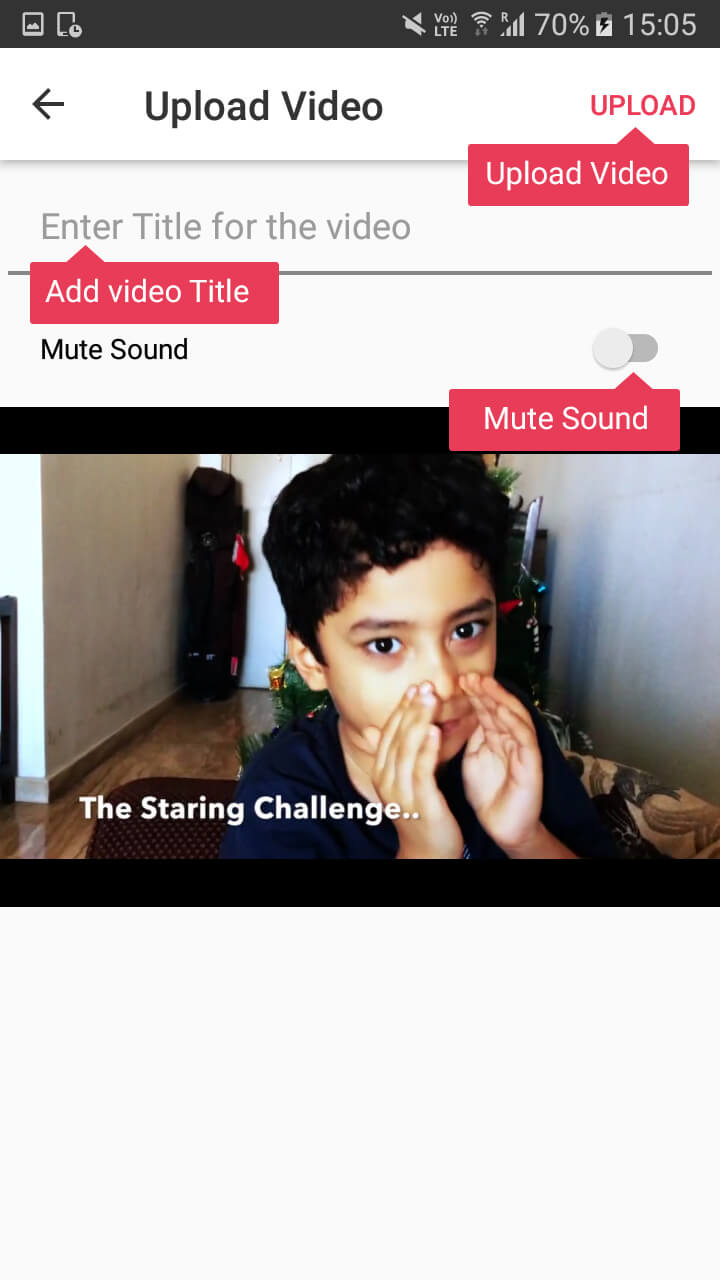 Vo))
LTE
R
70%
15:05
Upload Video
UPLOAD
Upload Video
Enter Title for the video
Add video Title
Mute Sound
Mute Sound
The Staring Challenge..